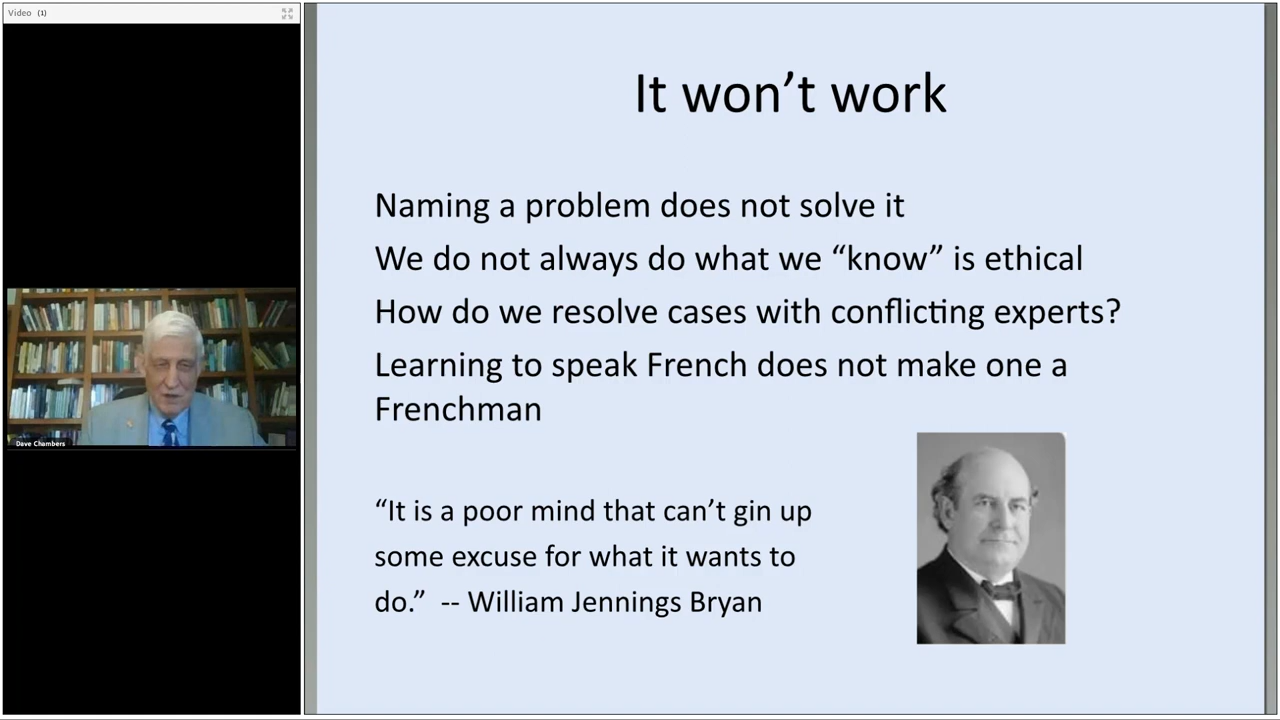 Video (1)
It won’t work
Naming a problem does not solve it
We do not always do what we “know” is ethical
How do we resolve cases with conflicting experts?
Learning to speak French does not make one a
Frenchman
“It is a poor mind that can’t gin up
some excuse for what it wants to
do.”  -- William Jennings Bryan
Dave Chambers